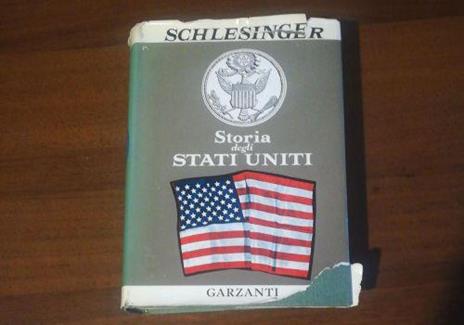 SCHLESINGER
Storia
degli
STATI UNITI
GARZANTI